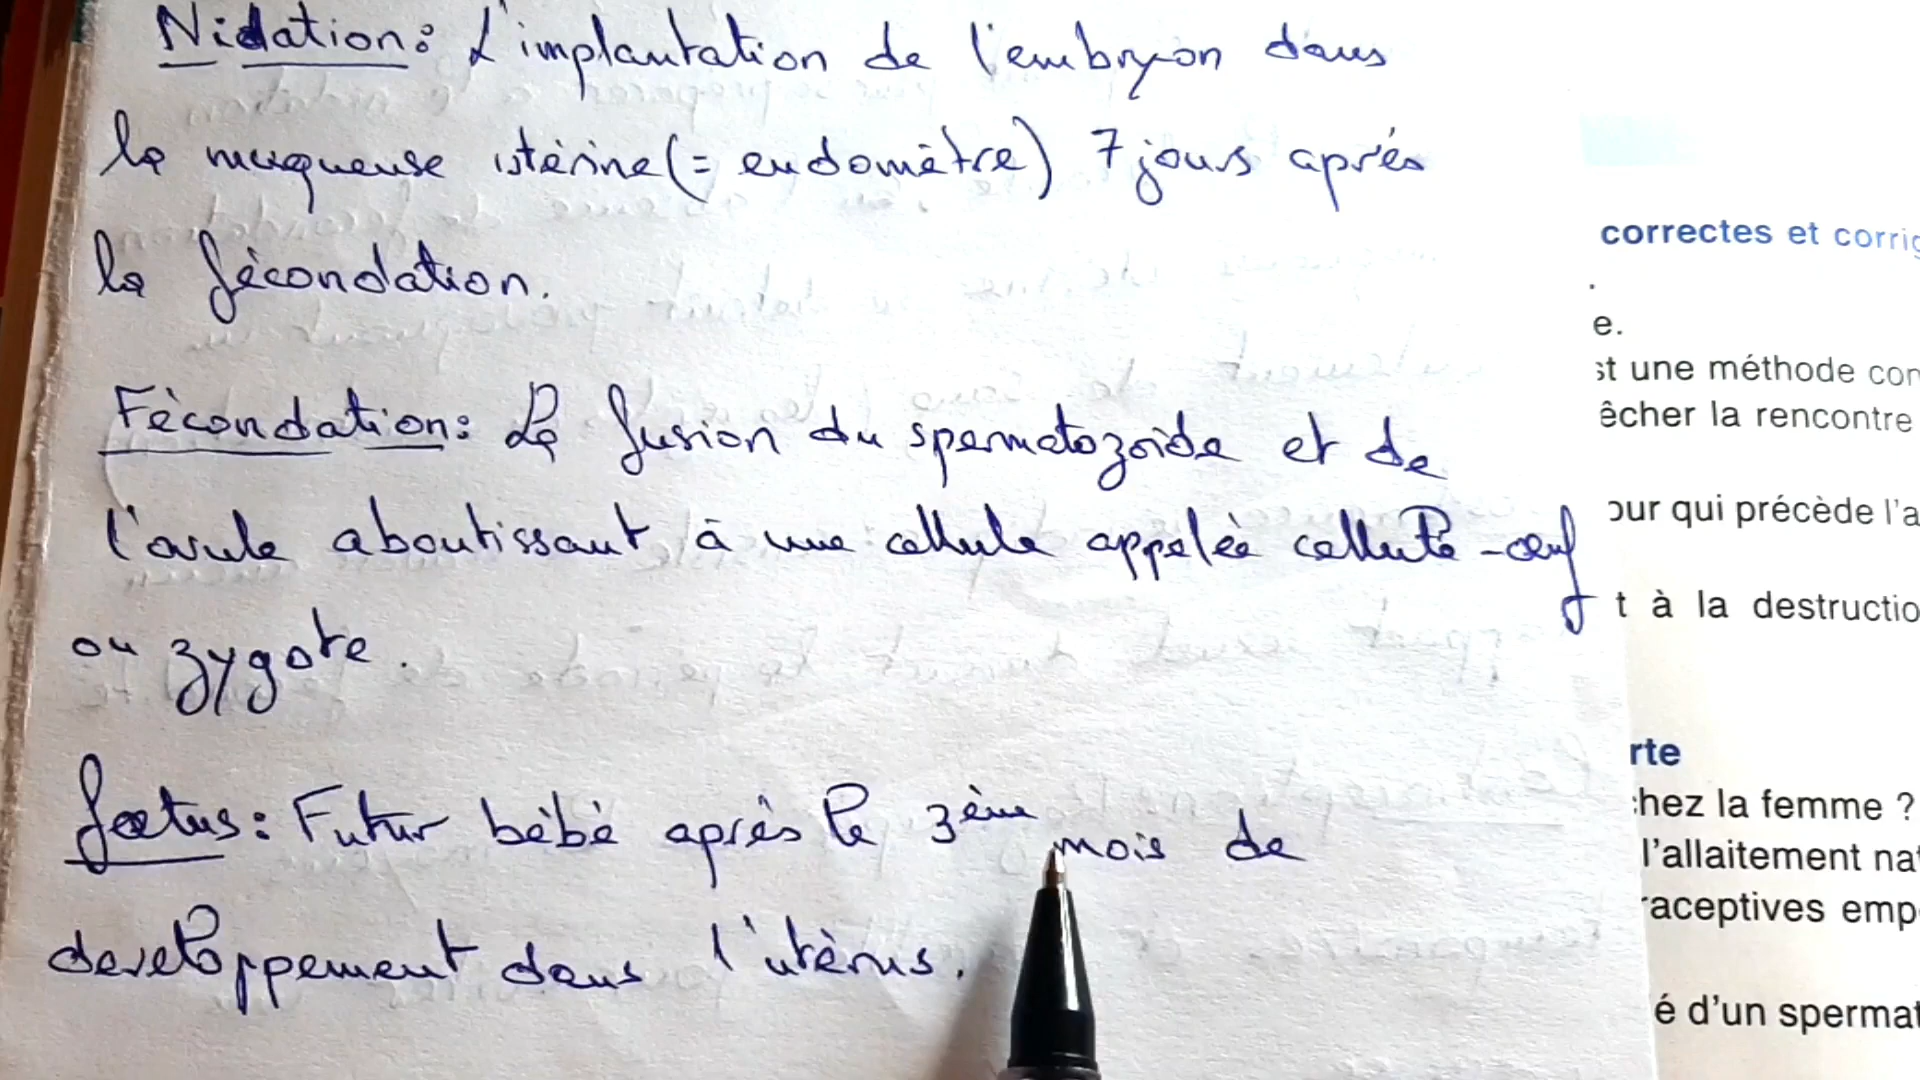 Nidation: L'implantation de l'embryon dans
la muqueuse utérine (= endomètre) 7 jours après
la fécondation.
Fécondation: La fusion du spermatozoïde et de
l'ovule aboutissant à une cellule appelée cellule-œuf
ou zygote.
fœtus: Futur bébé après le 3ème mois de
developpement dans l'utérus.
correctes et corrig
.
e.
st une méthode con
êcher la rencontre
our qui précède l'a
t à la destructio
rte
hez la femme ?
l'allaitement nat
aceptives emp
é d'un spermat